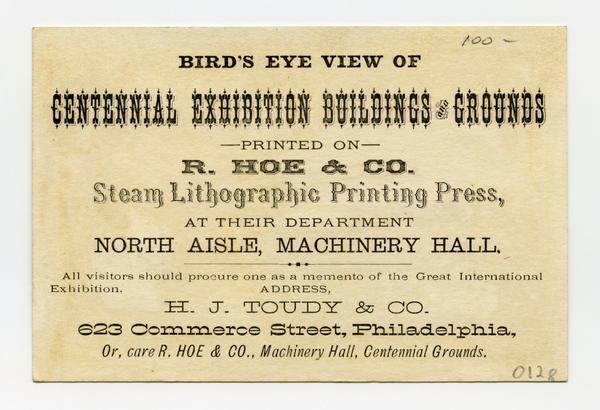 100 –
BIRD'S EYE VIEW OF
CENTENNIAL EXHIBITION BUILDINGS and GROUNDS
—PRINTED ON—
R. HOE & CO.
Steam Lithographic Printing Press,
AT THEIR DEPARTMENT
NORTH AISLE, MACHINERY HALL.
All visitors should procure one as a memento of the Great International
Exhibition. ADDRESS,
H. J. TOUDY & CO.
623 Commerce Street, Philadelphia,
Or, care R. HOE & CO., Machinery Hall, Centennial Grounds.
0128